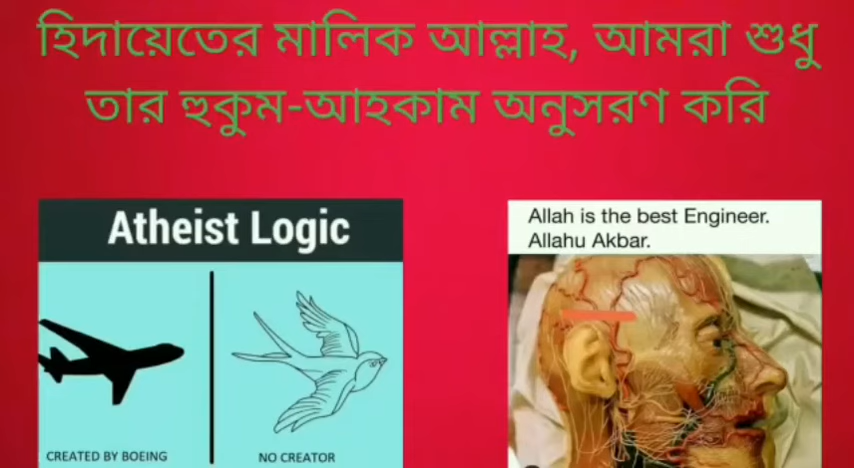 হিদায়েতের মালিক আল্লাহ, আমরা শুধু
তার হুকুম-আহকাম অনুসরণ করি
Atheist Logic
CREATED BY BOEING
NO CREATOR
Allah is the best Engineer.
Allahu Akbar.